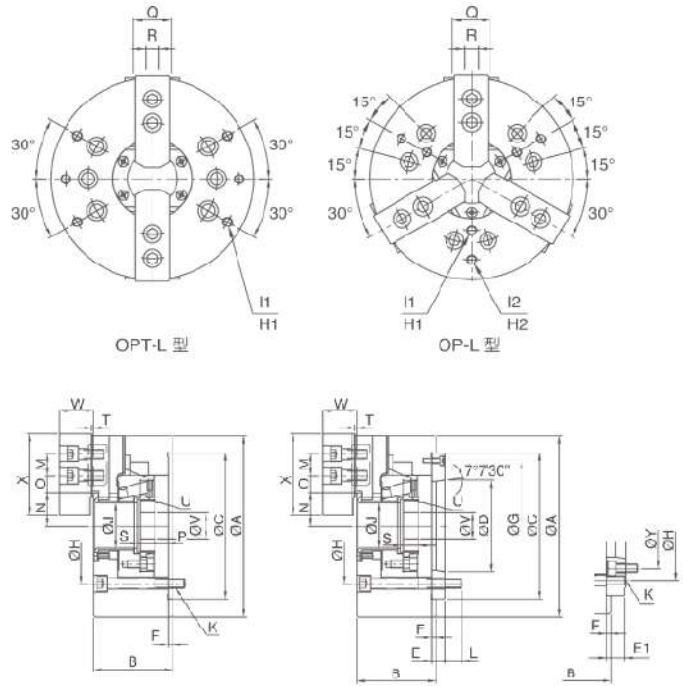 Q
Q
R
R
15°
15°
15°
15°
30°
30°
15°
15°
30°
30°
30°
30°
I1
H1
I1
H1
I2
H2
OPT-L 型
OP-L 型
W
T
X
M
O
N
ØJ
S
P
U
ØV
ØC
ØA
ØH
F
K
B
W
T
7°7'30"
X
M
O
N
ØJ
S
U
ØV
ØD
ØG
ØC
ØA
ØH
F
E
L
B
ØY
ØH
K
F
E1
B